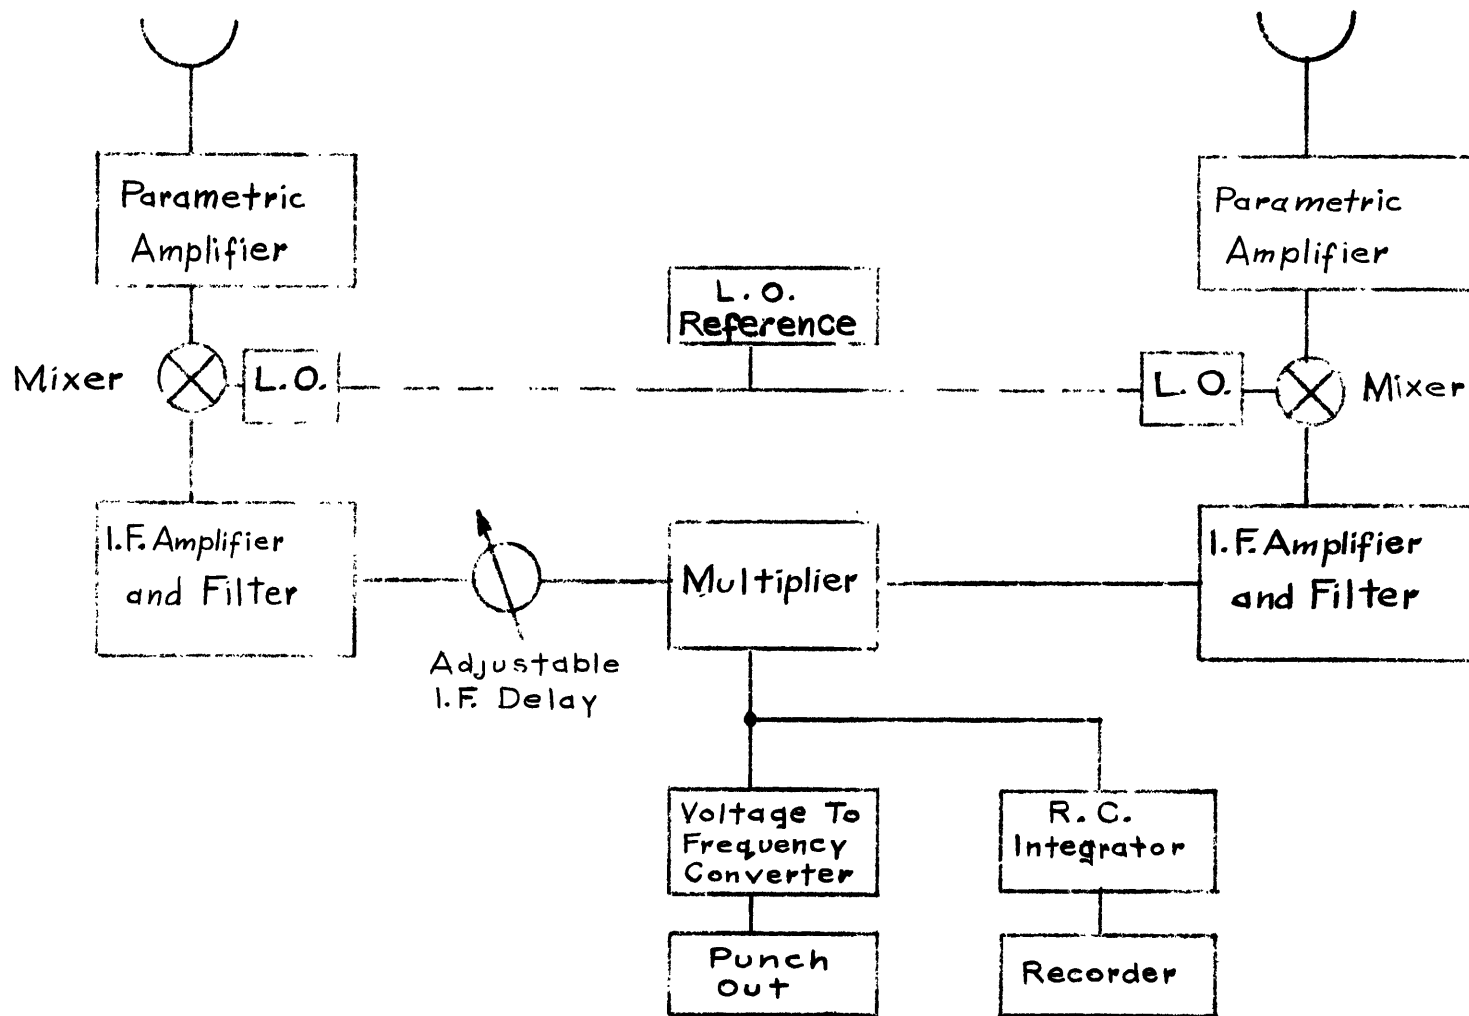 Parametric
Amplifier
Parametric
Amplifier
L. O.
Reference
Mixer
L.O.
L.O.
Mixer
I.F. Amplifier
and Filter
Adjustable
I.F. Delay
Multiplier
I.F. Amplifier
and Filter
Voltage To
Frequency
Converter
R. C.
Integrator
Punch
Out
Recorder